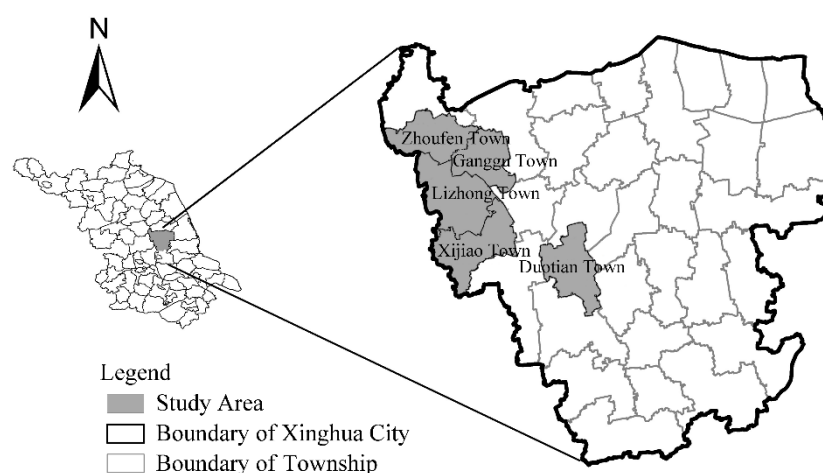 N
Zhoufen Town
Ganggu Town
Lizhong Town
Xijiao Town
Duotian Town
Legend
Study Area
Boundary of Xinghua City
Boundary of Township